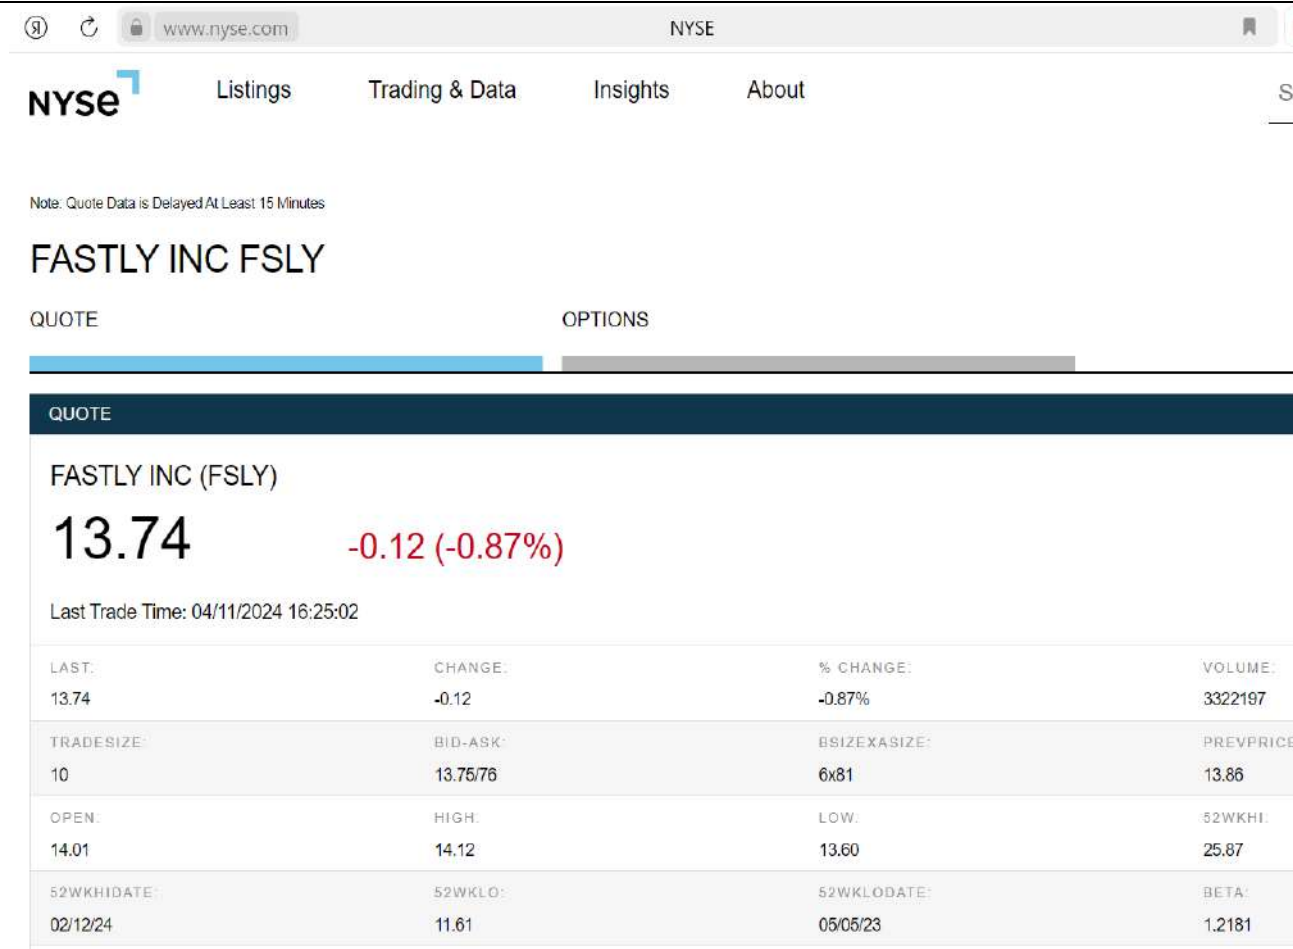 Я www.nyse.com NYSE
NYSE Listings Trading & Data Insights About S
Note: Quote Data is Delayed At Least 15 Minutes
FASTLY INC FSLY
QUOTE OPTIONS
QUOTE
FASTLY INC (FSLY)
13.74 -0.12 (-0.87%)
Last Trade Time: 04/11/2024 16:25:02
LAST: CHANGE: % CHANGE: VOLUME:
13.74 -0.12 -0.87% 3322197
TRADESIZE: BID-ASK: BSIZEXASIZE: PREVPRICE
10 13.75/76 6x81 13.86
OPEN: HIGH: LOW: 52WKHI:
14.01 14.12 13.60 25.87
52WKHIDATE: 52WKLO: 52WKLODATE: BETA:
02/12/24 11.61 05/05/23 1.2181